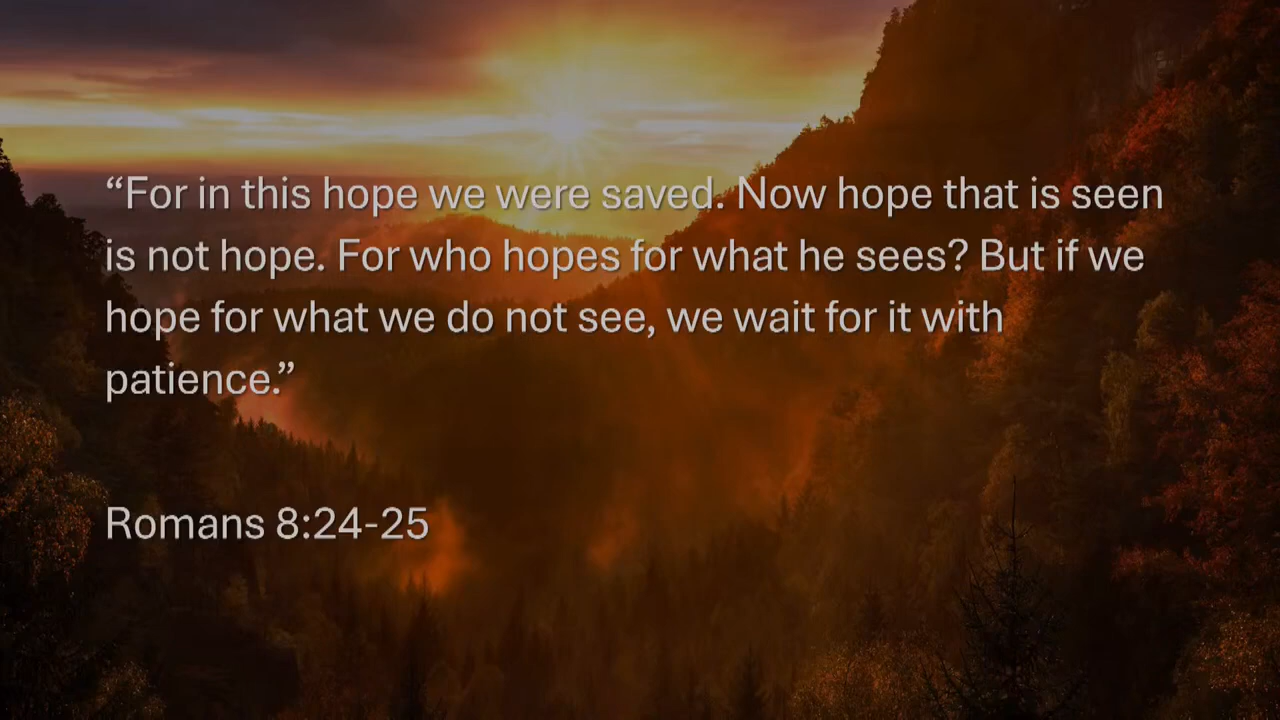 “For in this hope we were saved. Now hope that is seen
is not hope. For who hopes for what he sees? But if we
hope for what we do not see, we wait for it with
patience.”
Romans 8:24-25